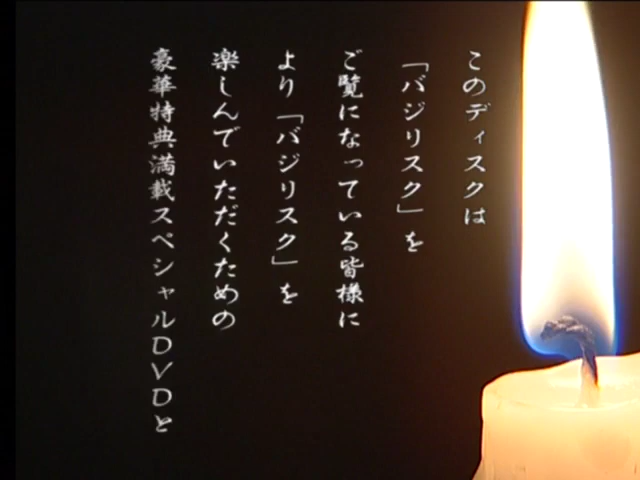 このディスクは
「バジリスク」を
ご覧になっている皆様に
より「バジリスク」を
楽しんでいただくための
豪華特典満載スペシャルDVDと